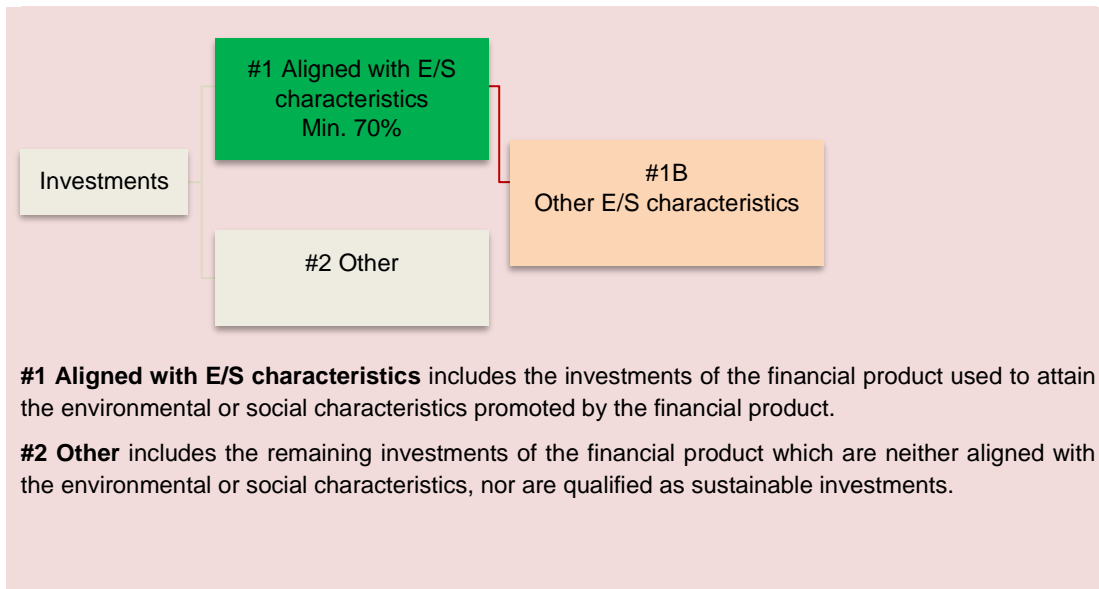 #1 Aligned with E/S
characteristics
Min. 70%
Investments
#1B
Other E/S characteristics
#2 Other
#1 Aligned with E/S characteristics includes the investments of the financial product used to attain
the environmental or social characteristics promoted by the financial product.
#2 Other includes the remaining investments of the financial product which are neither aligned with
the environmental or social characteristics, nor are qualified as sustainable investments.